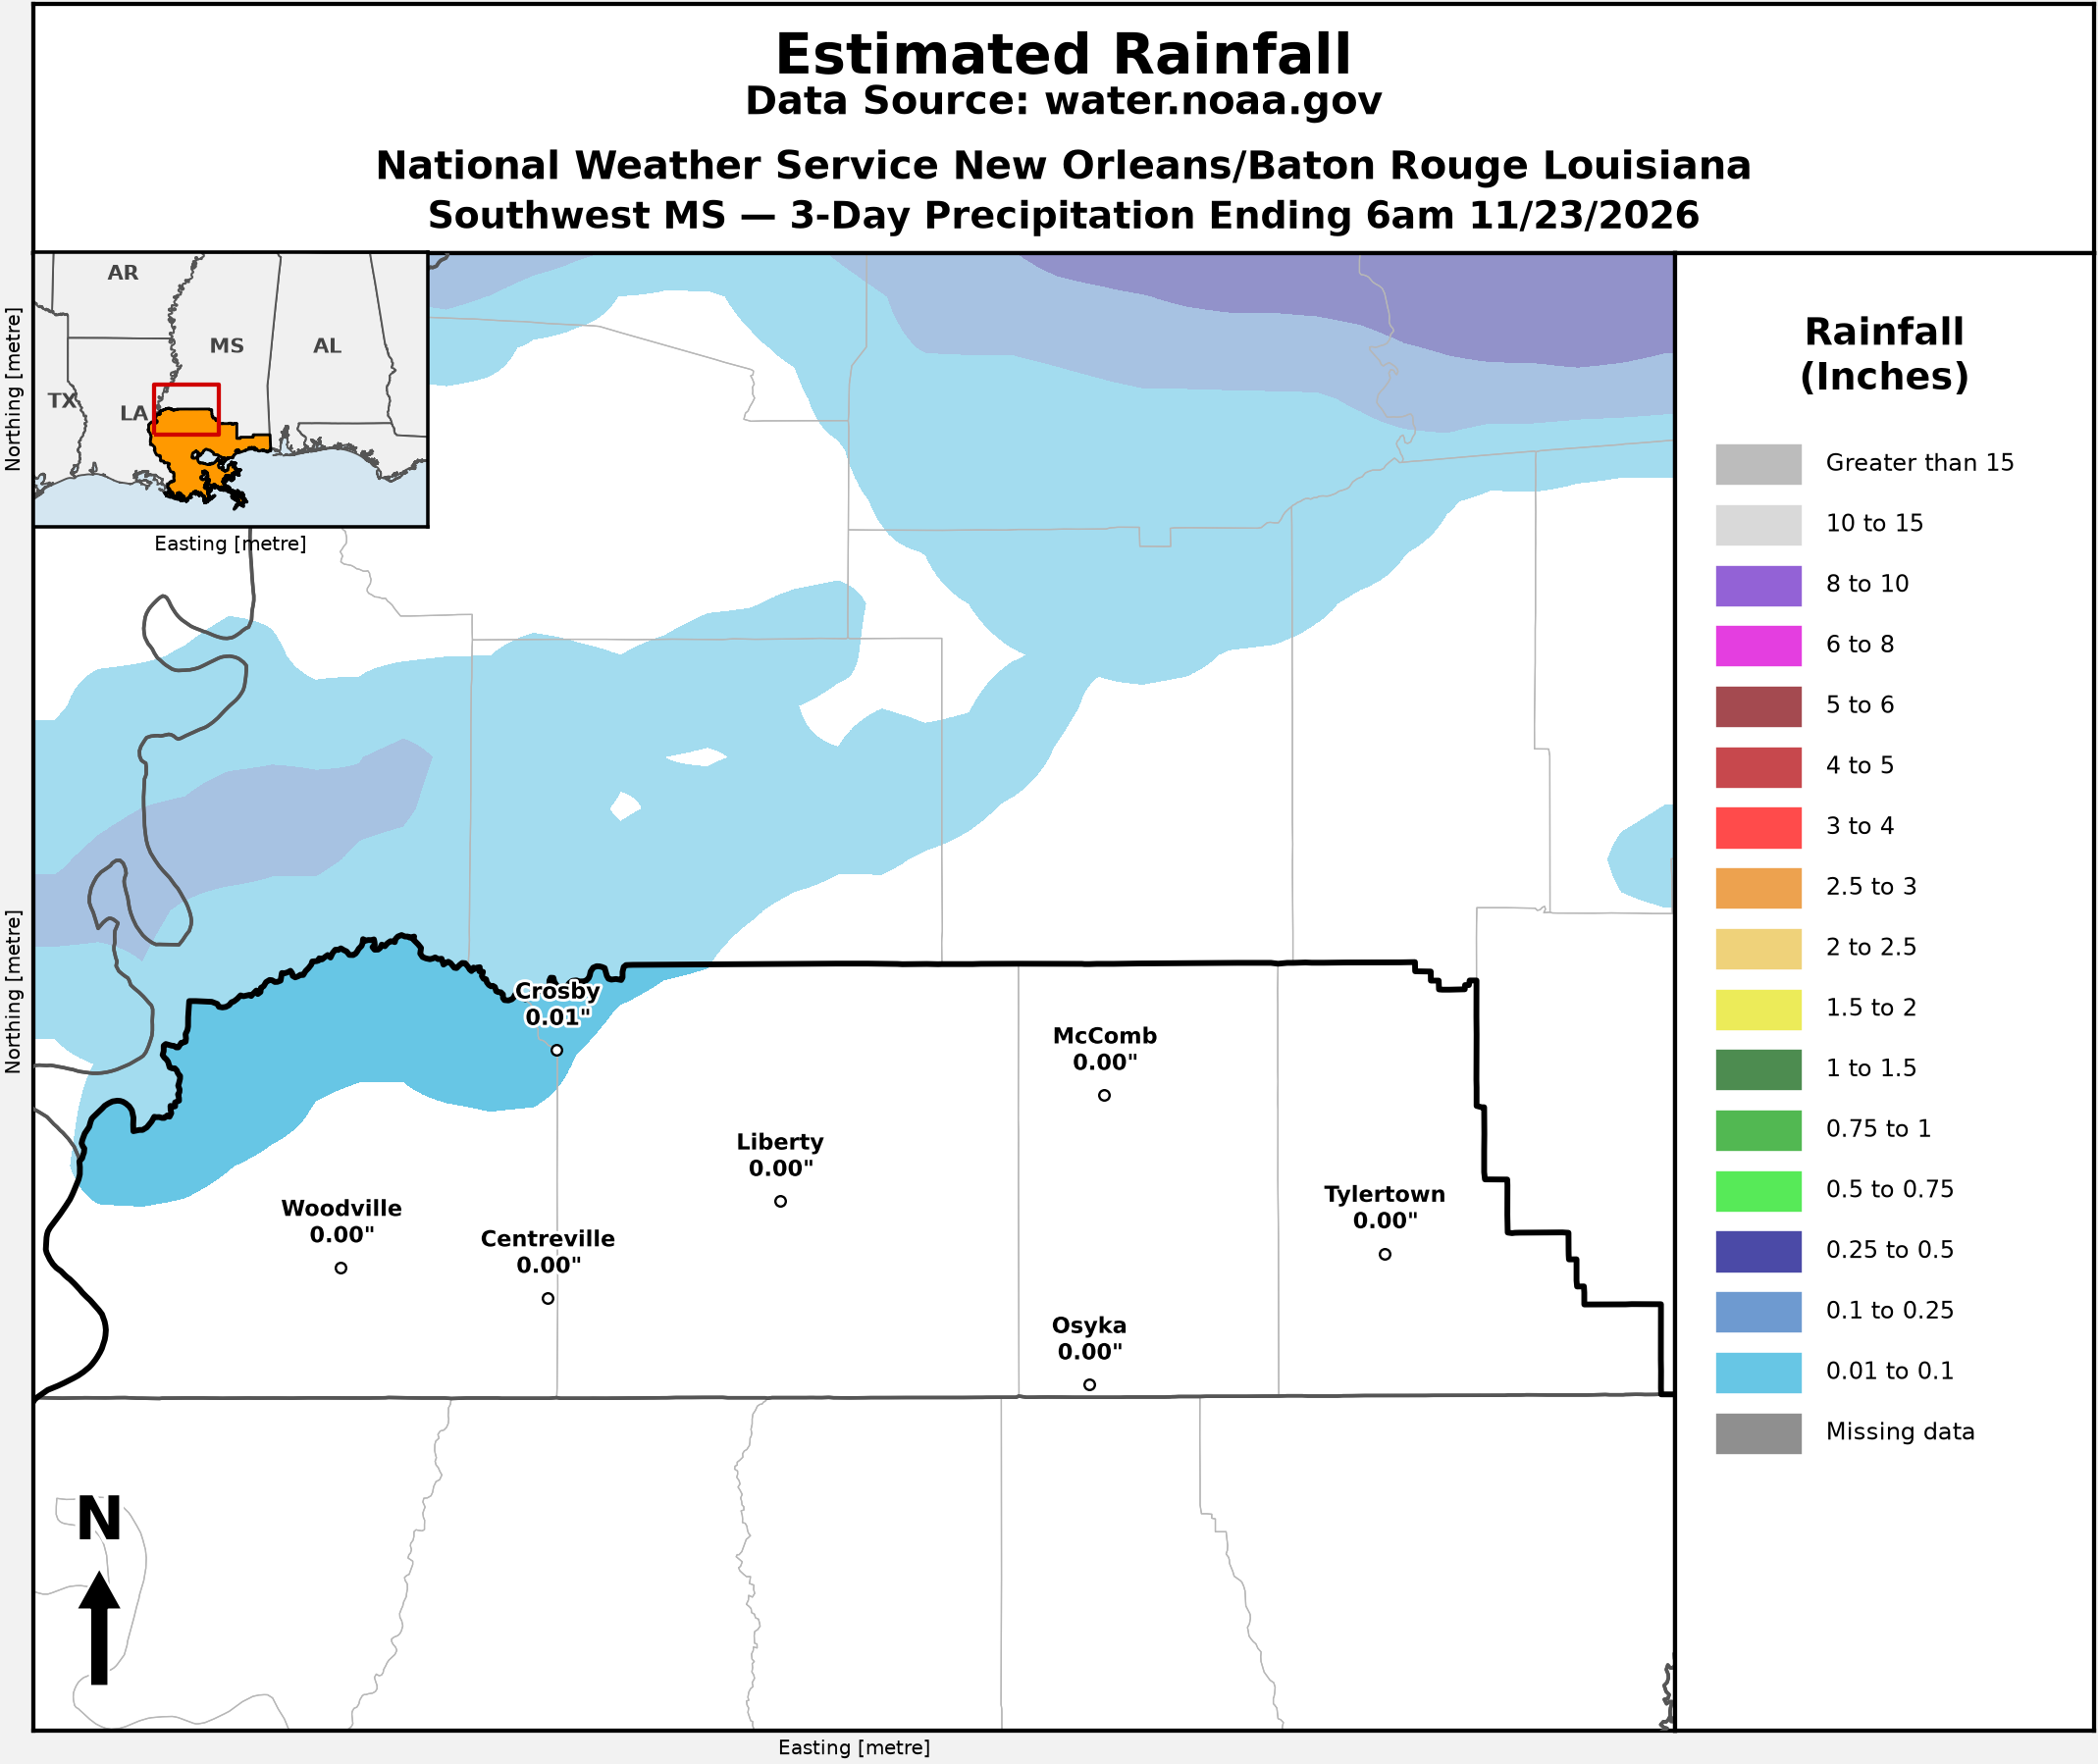 Estimated Rainfall
Data Source: water.noaa.gov
National Weather Service New Orleans/Baton Rouge Louisiana
Southwest MS — 3-Day Precipitation Ending 6am 11/23/2026
AR
MS
AL
TX
LA
Northing [metre]
Easting [metre]
Northing [metre]
Crosby
0.01"
McComb
0.00"
Liberty
0.00"
Woodville
0.00"
Centreville
0.00"
Tylertown
0.00"
Osyka
0.00"
N
Easting [metre]
Rainfall
(Inches)
Greater than 15
10 to 15
8 to 10
6 to 8
5 to 6
4 to 5
3 to 4
2.5 to 3
2 to 2.5
1.5 to 2
1 to 1.5
0.75 to 1
0.5 to 0.75
0.25 to 0.5
0.1 to 0.25
0.01 to 0.1
Missing data